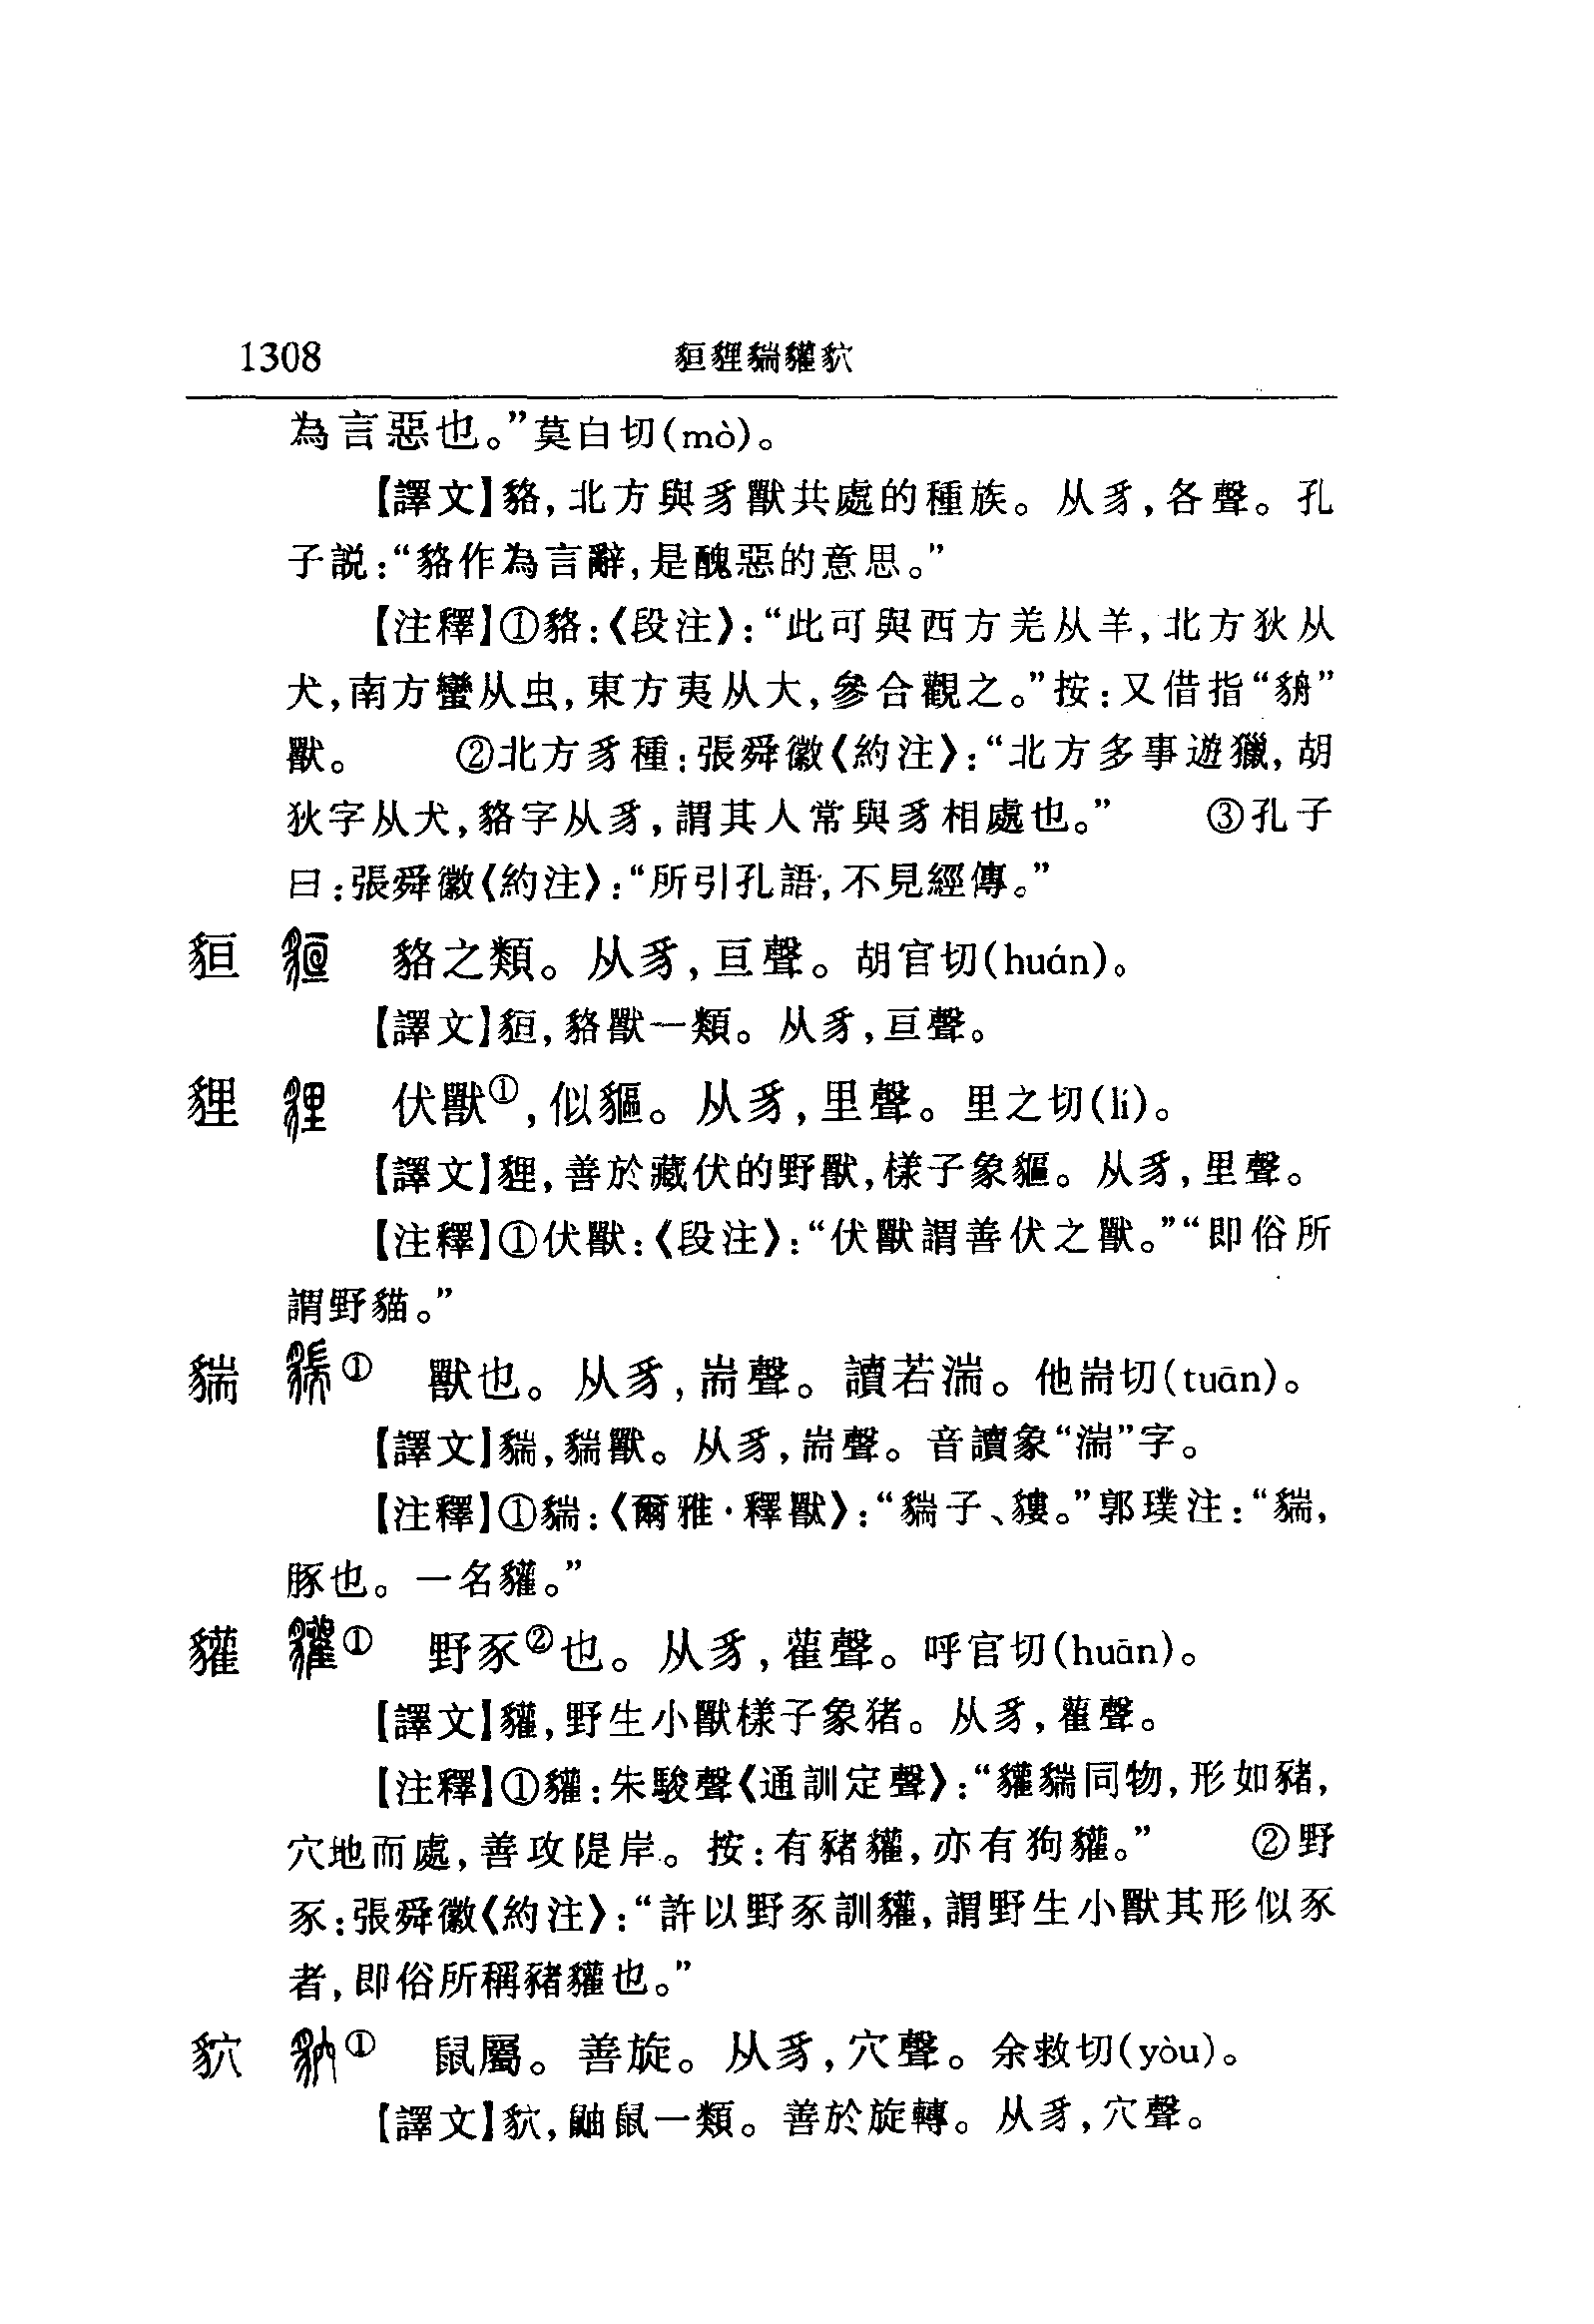 1308
貆貍貒貛貁
為言惡也。”莫白切(mò)。
【譯文】貉,北方與豸獸共處的種族。从豸,各聲。孔
子説:“貉作為言辭,是醜惡的意思。”
【注釋】①貉:《段注》:“此可與西方羌从羊,北方狄从
犬,南方蠻从虫,東方夷从大,參合觀之。”按:又借指“貈”
獸。 ②北方豸種:張舜徽《約注》:“北方多事遊獵,胡
狄字从犬,貉字从豸,謂其人常與豸相處也。” ③孔子
曰:張舜徽《約注》:“所引孔語,不見經傳。”
貆 貆 貉之類。从豸,亘聲。胡官切(huán)。
【譯文】貆,貉獸一類。从豸,亘聲。
貍 貍 伏獸①,似貙。从豸,里聲。里之切(lí)。
【譯文】貍,善於藏伏的野獸,樣子象貙。从豸,里聲。
【注釋】①伏獸:《段注》:“伏獸謂善伏之獸。”“即俗所
謂野貓。”
貒 貒① 獸也。从豸,耑聲。讀若湍。他耑切(tuān)。
【譯文】貒,貒獸。从豸,耑聲。音讀象“湍”字。
【注釋】①貒:《爾雅·釋獸》:“貒子、貗。”郭璞注:“貒,
豚也。一名貛。”
貛 貛① 野豕②也。从豸,雚聲。呼官切(huān)。
【譯文】貛,野生小獸樣子象猪。从豸,雚聲。
【注釋】①貛:朱駿聲《通訓定聲》:“貛貒同物,形如豬,
穴地而處,善攻隄岸。按:有豬貛,亦有狗貛。” ②野
豕:張舜徽《約注》:“許以野豕訓貛,謂野生小獸其形似豕
者,即俗所稱豬貛也。”
貁 貁① 鼠屬。善旋。从豸,穴聲。余救切(yòu)。
【譯文】貁,鼬鼠一類。善於旋轉。从豸,穴聲。